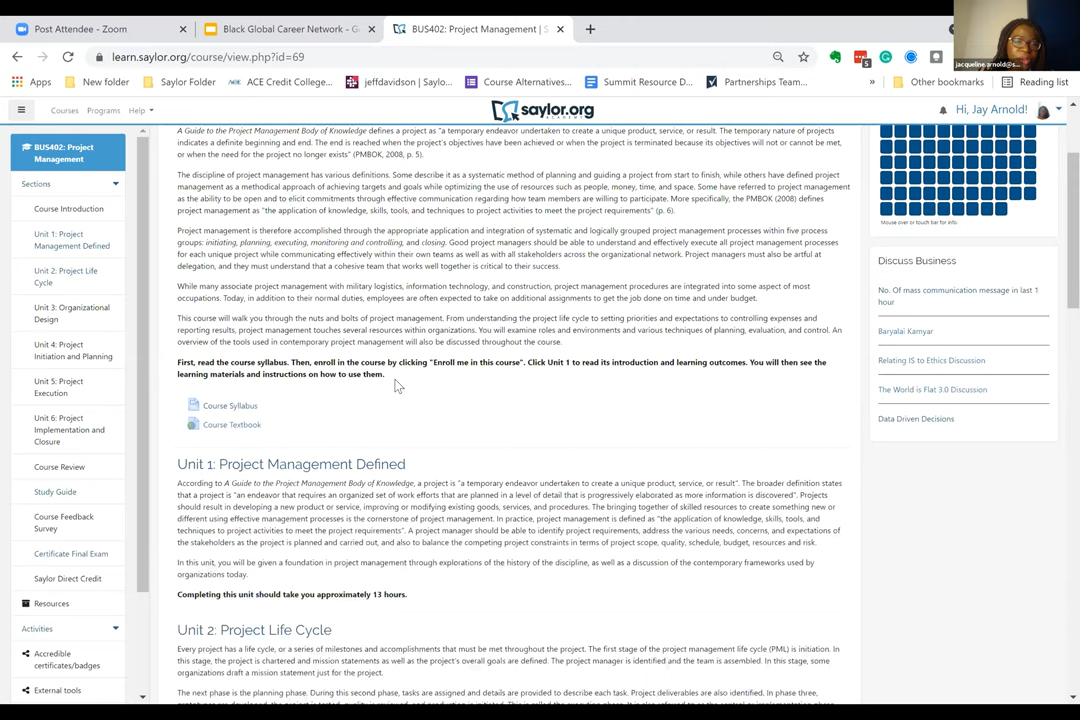 Post Attendee - Zoom
Black Global Career Network - G
BUS402: Project Management | S
learn.saylor.org/course/view.php?id=69
Apps
New folder
Saylor Folder
ACE Credit Colleg...
jeffdavidson | Saylo...
Course Alternatives...
Summit Resource D...
Partnerships Team...
»
Other bookmarks
Reading list
jacqueline.arnold@s...
Courses
Programs
Help
saylor.org
ACADEMY
Hi, Jay Arnold!
BUS402: Project
Management
Sections
Course Introduction
Unit 1: Project
Management Defined
Unit 2: Project Life
Cycle
Unit 3: Organizational
Design
Unit 4: Project
Initiation and Planning
Unit 5: Project
Execution
Unit 6: Project
Implementation and
Closure
Course Review
Study Guide
Course Feedback
Survey
Certificate Final Exam
Saylor Direct Credit
Resources
Activities
Accredible
certificates/badges
External tools
A Guide to the Project Management Body of Knowledge defines a project as "a temporary endeavor undertaken to create a unique product, service, or result. The temporary nature of projects
indicates a definite beginning and end. The end is reached when the project's objectives have been achieved or when the project is terminated because its objectives will not or cannot be met,
or when the need for the project no longer exists" (PMBOK, 2008, p. 5).
The discipline of project management has various definitions. Some describe it as a systematic method of planning and guiding a project from start to finish, while others have defined project
management as a methodical approach of achieving targets and goals while optimizing the use of resources such as people, money, time, and space. Some have referred to project management
as the ability to be open and to elicit commitments through effective communication regarding how team members are willing to participate. More specifically, the PMBOK (2008) defines
project management as "the application of knowledge, skills, tools, and techniques to project activities to meet the project requirements" (p. 6).
Project management is therefore accomplished through the appropriate application and integration of systematic and logically grouped project management processes within five process
groups: initiating, planning, executing, monitoring and controlling, and closing. Good project managers should be able to understand and effectively execute all project management processes
for each unique project while communicating effectively within their own teams as well as with all stakeholders across the organizational network. Project managers must also be artful at
delegation, and they must understand that a cohesive team that works well together is critical to their success.
While many associate project management with military logistics, information technology, and construction, project management procedures are integrated into some aspect of most
occupations. Today, in addition to their normal duties, employees are often expected to take on additional assignments to get the job done on time and under budget.
This course will walk you through the nuts and bolts of project management. From understanding the project life cycle to setting priorities and expectations to controlling expenses and
reporting results, project management touches several resources within organizations. You will examine roles and environments and various techniques of planning, evaluation, and control. An
overview of the tools used in contemporary project management will also be discussed throughout the course.
First, read the course syllabus. Then, enroll in the course by clicking "Enroll me in this course". Click Unit 1 to read its introduction and learning outcomes. You will then see the
learning materials and instructions on how to use them.
Course Syllabus
Course Textbook
Unit 1: Project Management Defined
According to A Guide to the Project Management Body of Knowledge, a project is "a temporary endeavor undertaken to create a unique product, service, or result". The broader definition states
that a project is "an endeavor that requires an organized set of work efforts that are planned in a level of detail that is progressively elaborated as more information is discovered". Projects
should result in developing a new product or service, improving or modifying existing goods, services, and procedures. The bringing together of skilled resources to create something new or
different using effective management processes is the cornerstone of project management. In practice, project management is defined as "the application of knowledge, skills, tools, and
techniques to project activities to meet the project requirements". A project manager should be able to identify project requirements, address the various needs, concerns, and expectations of
the stakeholders as the project is planned and carried out, and also to balance the competing project constraints in terms of project scope, quality, schedule, budget, resources and risk.
In this unit, you will be given a foundation in project management through explorations of the history of the discipline, as well as a discussion of the contemporary frameworks used by
organizations today.
Completing this unit should take you approximately 13 hours.
Unit 2: Project Life Cycle
Every project has a life cycle, or a series of milestones and accomplishments that must be met throughout the project. The first stage of the project management life cycle (PML) is initiation. In
this stage, the project is chartered and mission statements as well as the project's overall goals are defined. The project manager is identified and the team is assembled. In this stage, some
organizations draft a mission statement just for the project.
The next phase is the planning phase. During this second phase, tasks are assigned and details are provided to describe each task. Project deliverables are also identified. In phase three,
Mouse over or touch bar for info.
Discuss Business
No. Of mass communication message in last 1
hour
Baryalai Kamyar
Relating IS to Ethics Discussion
The World is Flat 3.0 Discussion
Data Driven Decisions